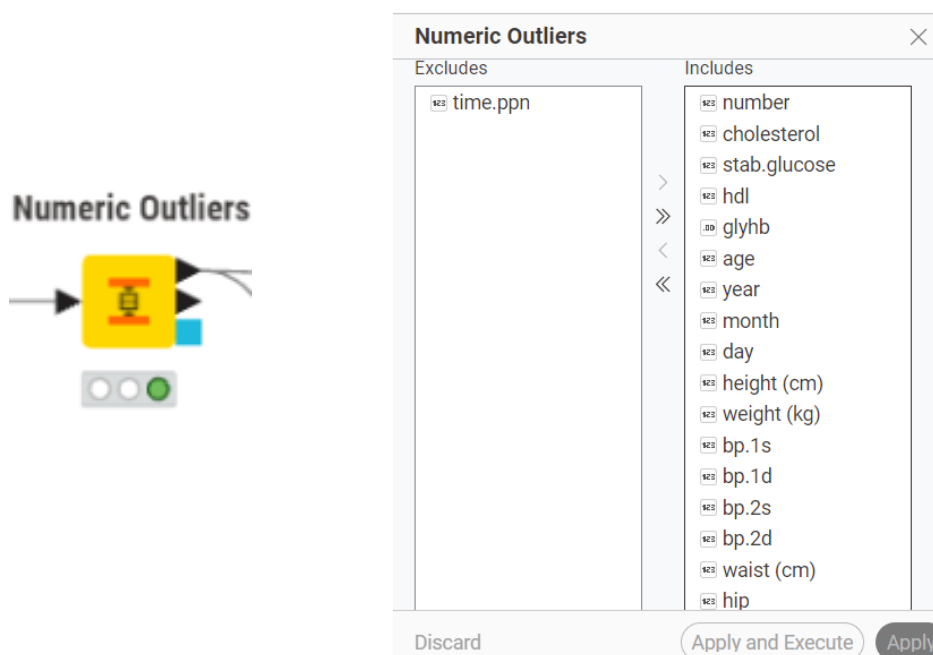 Numeric Outliers
Numeric Outliers
Excludes
Includes
time.ppn
number
cholesterol
stab.glucose
hdl
glyhb
age
year
month
day
height (cm)
weight (kg)
bp.1s
bp.1d
bp.2s
bp.2d
waist (cm)
hip
Discard
Apply and Execute
Apply